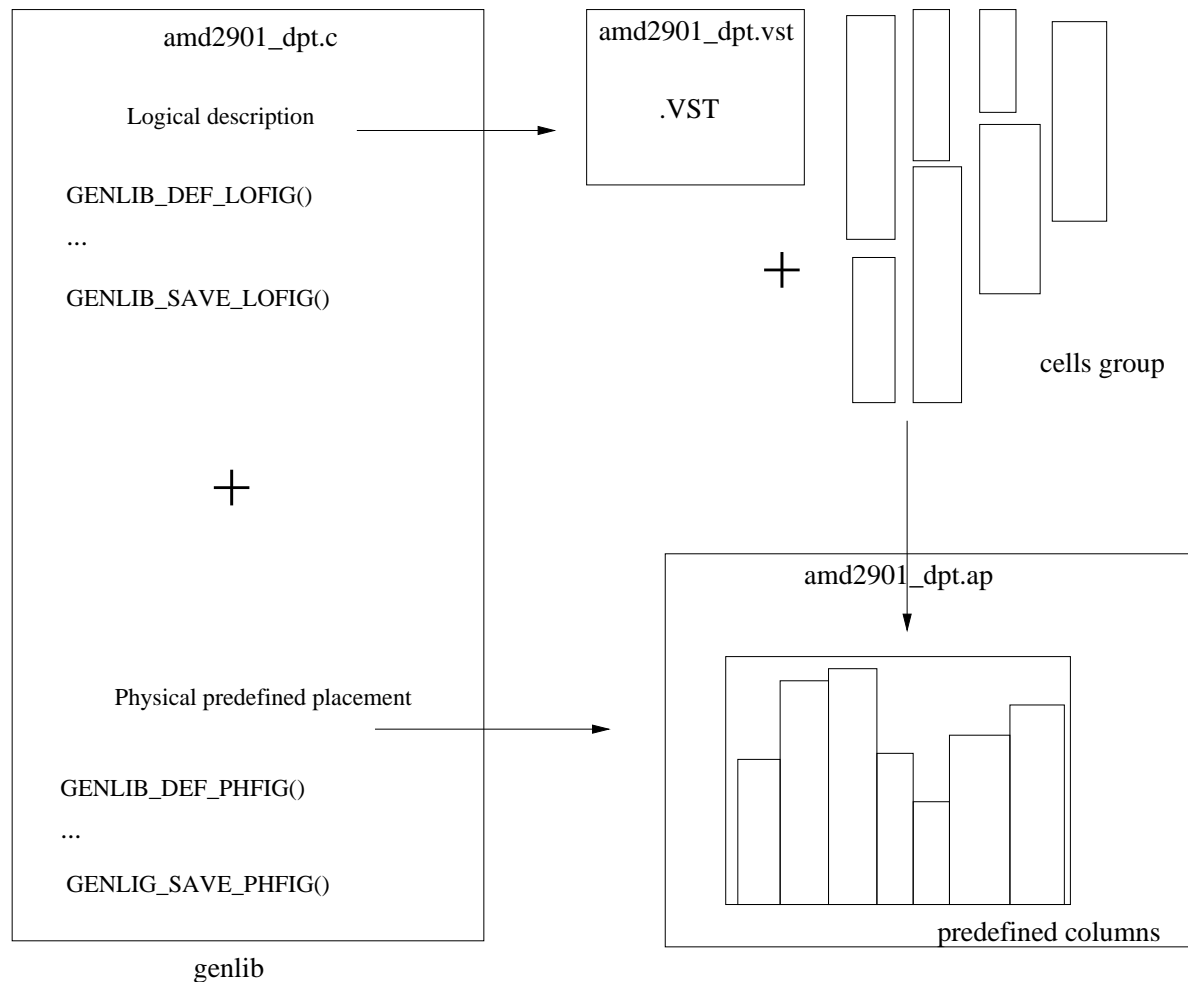 amd2901_dpt.c
Logical description
GENLIB_DEF_LOFIG()
...
GENLIB_SAVE_LOFIG()
+
Physical predefined placement
GENLIB_DEF_PHFIG()
...
GENLIG_SAVE_PHFIG()
genlib
amd2901_dpt.vst
.VST
+
cells group
amd2901_dpt.ap
predefined columns